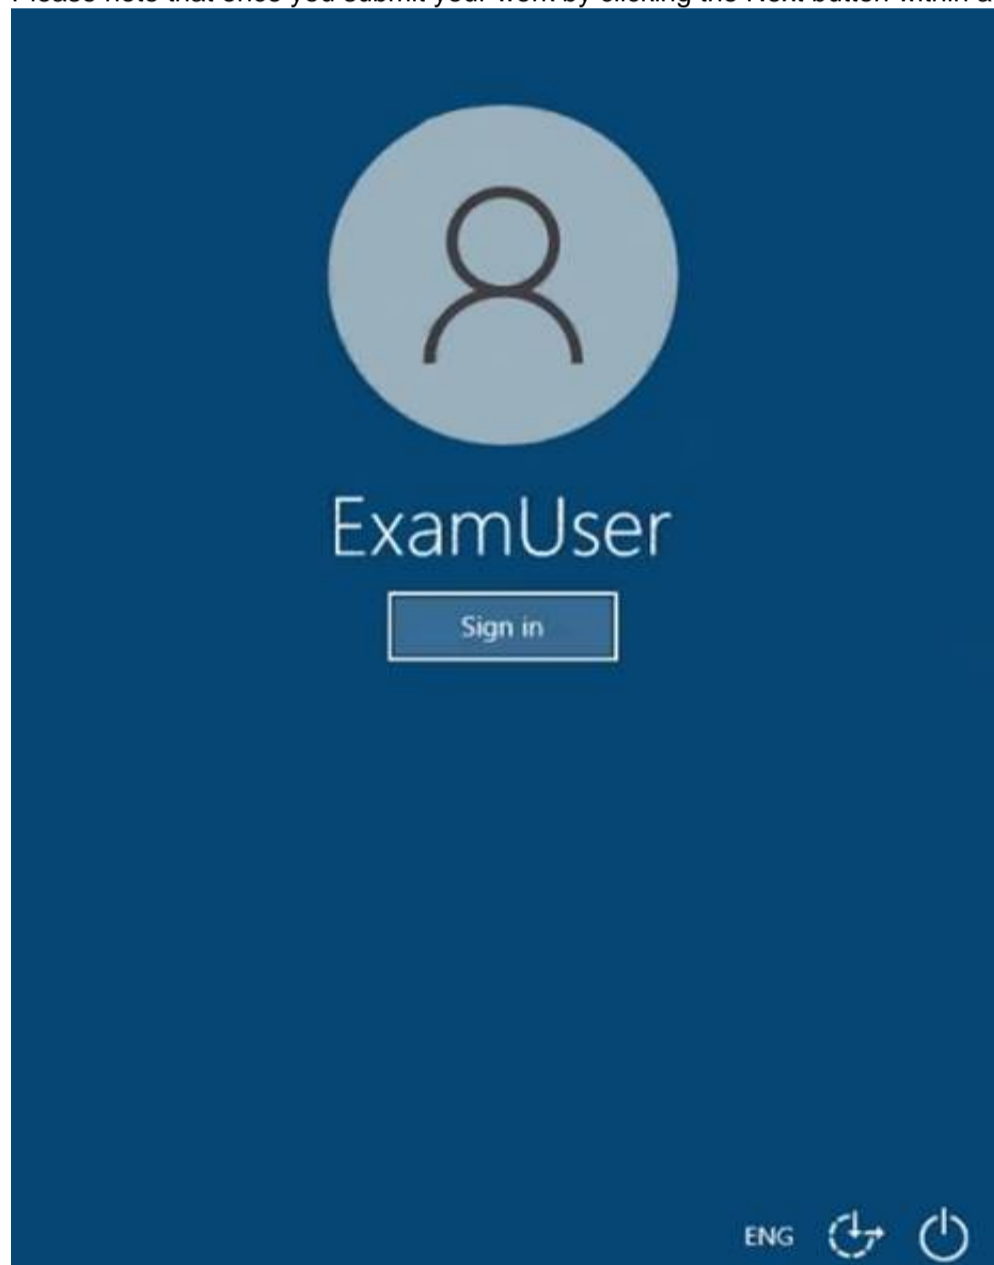 Please note that once you submit your work by clicking the Next button within a
ExamUser
Sign in
ENG